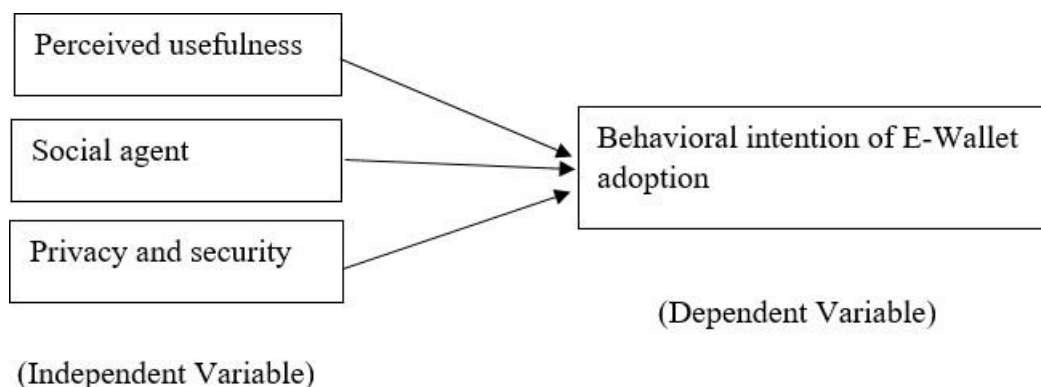 Perceived usefulness
Social agent
Privacy and security
(Independent Variable)
Behavioral intention of E-Wallet
adoption
(Dependent Variable)